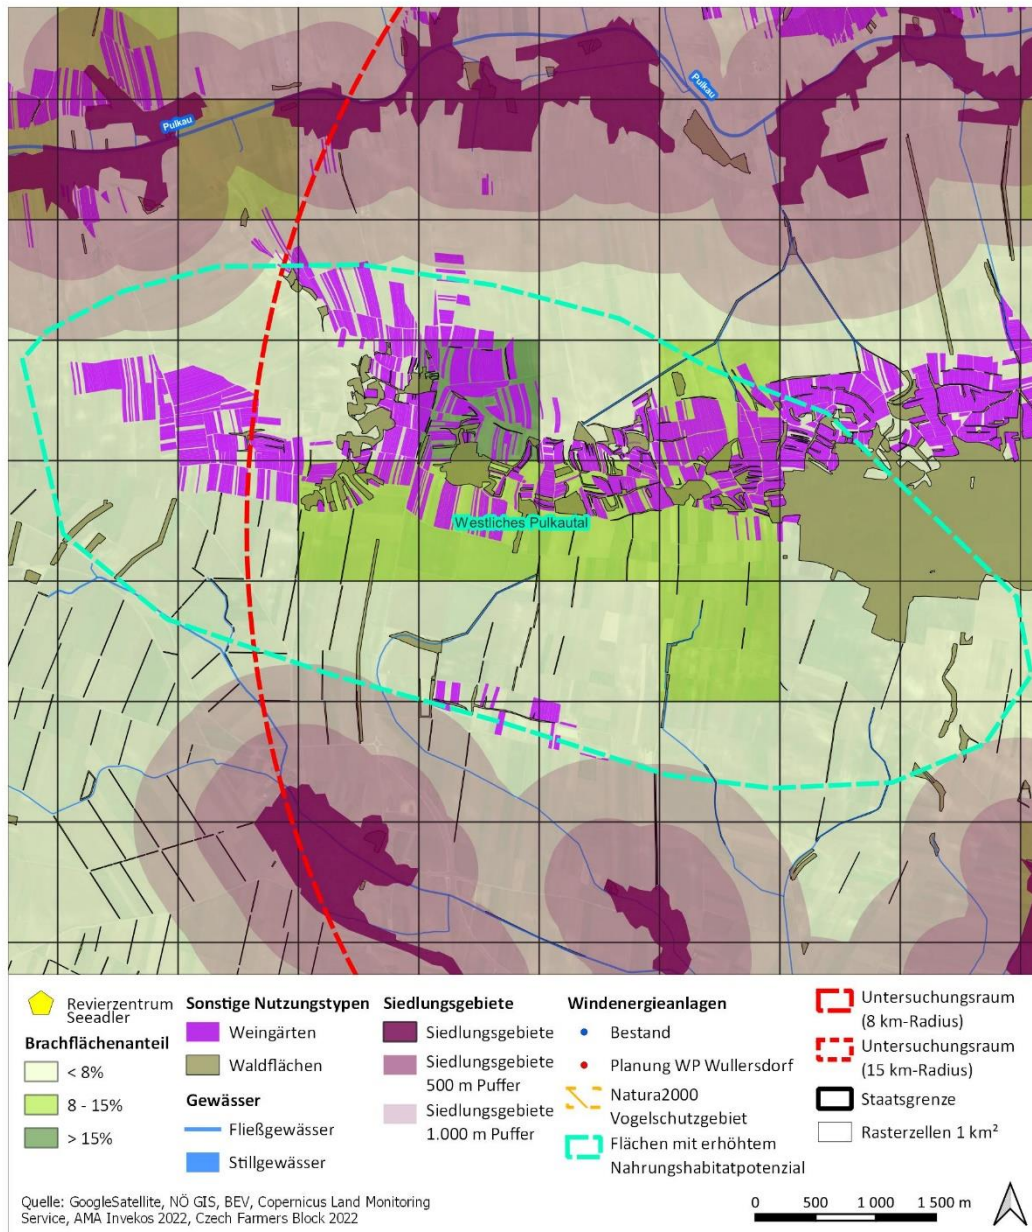 Pulkau
Pulkau
Westliches Pulkautal
Revierzentrum
Seeadler
Brachflächenanteil
< 8%
8 - 15%
> 15%
Sonstige Nutzungstypen
Weingärten
Waldflächen
Gewässer
Fließgewässer
Stillgewässer
Siedlungsgebiete
Siedlungsgebiete
Siedlungsgebiete
500 m Puffer
Siedlungsgebiete
1.000 m Puffer
Windenergieanlagen
Bestand
Planung WP Wullersdorf
Natura2000
Vogelschutzgebiet
Flächen mit erhöhtem
Nahrungshabitatpotenzial
Untersuchungsraum
(8 km-Radius)
Untersuchungsraum
(15 km-Radius)
Staatsgrenze
Rasterzellen 1 km²
Quelle: GoogleSatellite, NÖ GIS, BEV, Copernicus Land Monitoring
Service, AMA Invekos 2022, Czech Farmers Block 2022
0 500 1 000 1 500 m